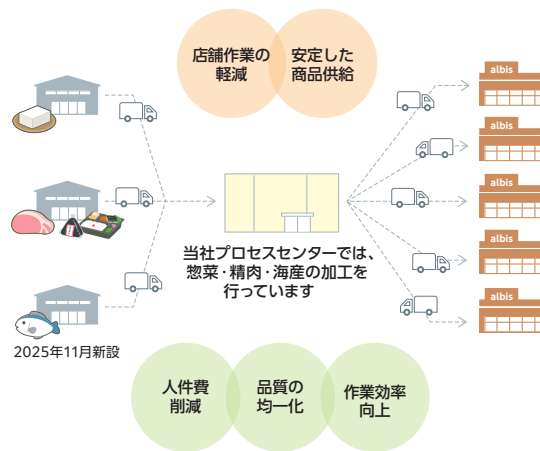 店舗作業の
軽減
安定した
商品供給
albis
albis
albis
albis
albis
当社プロセスセンターでは、
惣菜・精肉・海産の加工を
行っています
2025年11月新設
人件費
削減
品質の
均一化
作業効率
向上